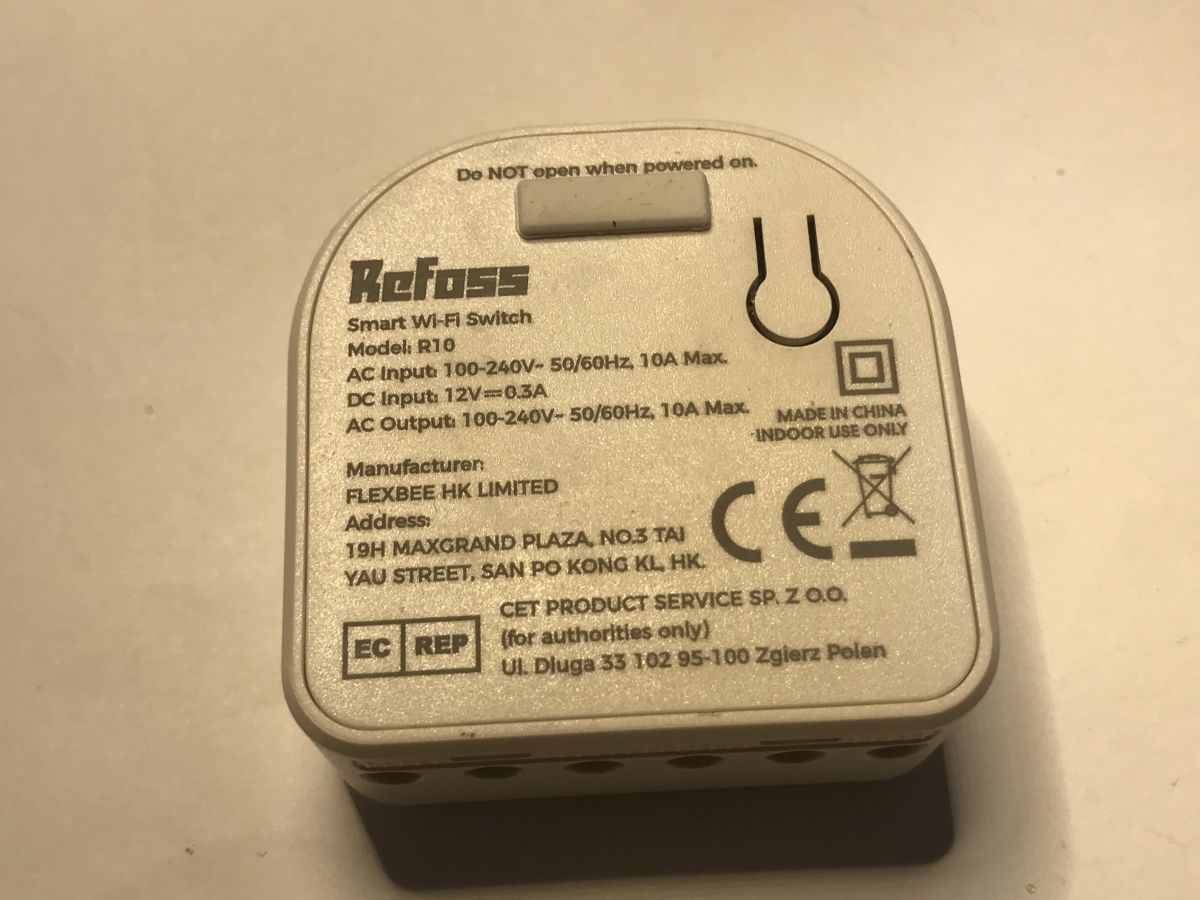 Do NOT open when powered on.
Refoss
Smart Wi-Fi Switch
Model: R10
AC Input: 100-240V~ 50/60Hz, 10A Max.
DC Input: 12V⎓0.3A
AC Output: 100-240V~ 50/60Hz, 10A Max.
MADE IN CHINA
INDOOR USE ONLY
Manufacturer:
FLEXBEE HK LIMITED
Address:
19H MAXGRAND PLAZA, NO.3 TAI
YAU STREET, SAN PO KONG KL, HK.
CE
EC REP
CET PRODUCT SERVICE SP. Z O.O.
(for authorities only)
Ul. Dluga 33 102 95-100 Zgierz Polen